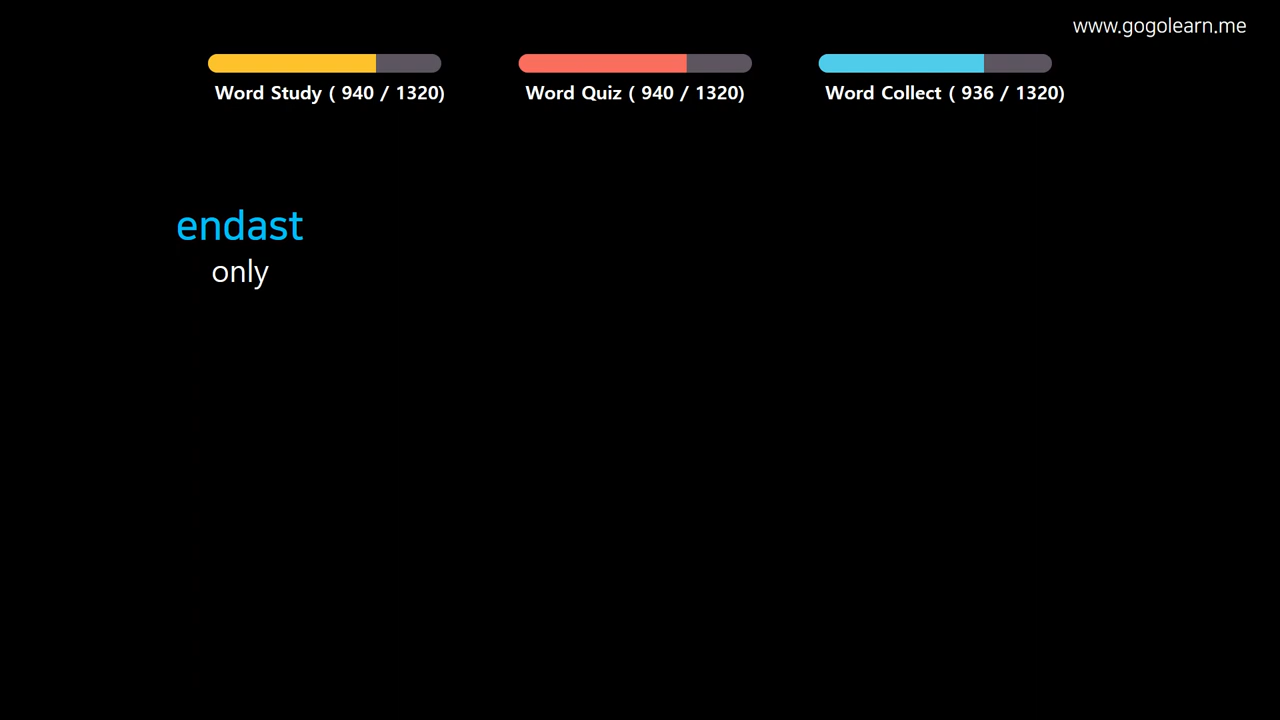 www.gogolearn.me
Word Study ( 940 / 1320)
Word Quiz ( 940 / 1320)
Word Collect ( 936 / 1320)
endast
only